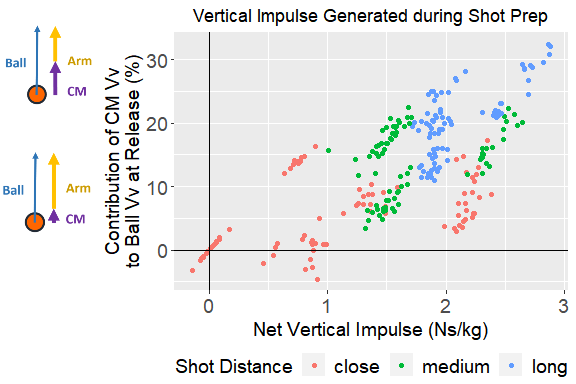 Vertical Impulse Generated during Shot Prep
Ball
Arm
CM
Ball
Arm
CM
Contribution of CM Vv
to Ball Vv at Release (%)
30
20
10
0
0
1
2
3
Net Vertical Impulse (Ns/kg)
Shot Distance close medium long